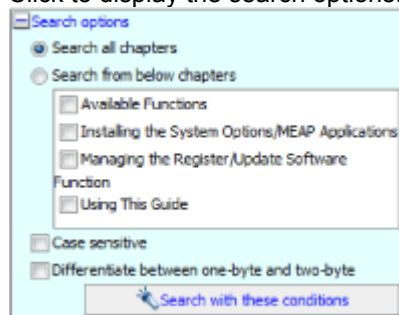 Click to display the search options.
Search options
Search all chapters
Search from below chapters
Available Functions
Installing the System Options/MEAP Applications
Managing the Register/Update Software
Function
Using This Guide
Case sensitive
Differentiate between one-byte and two-byte
Search with these conditions